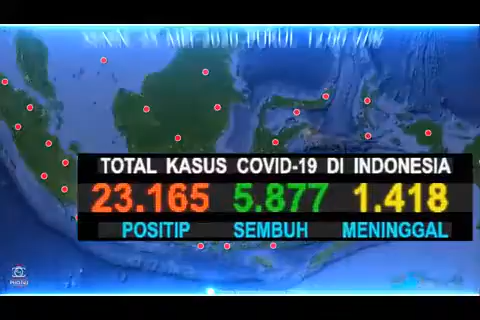 TOTAL KASUS COVID-19 DI INDONESIA
23.165 5.877 1.418
POSITIP SEMBUH MENINGGAL